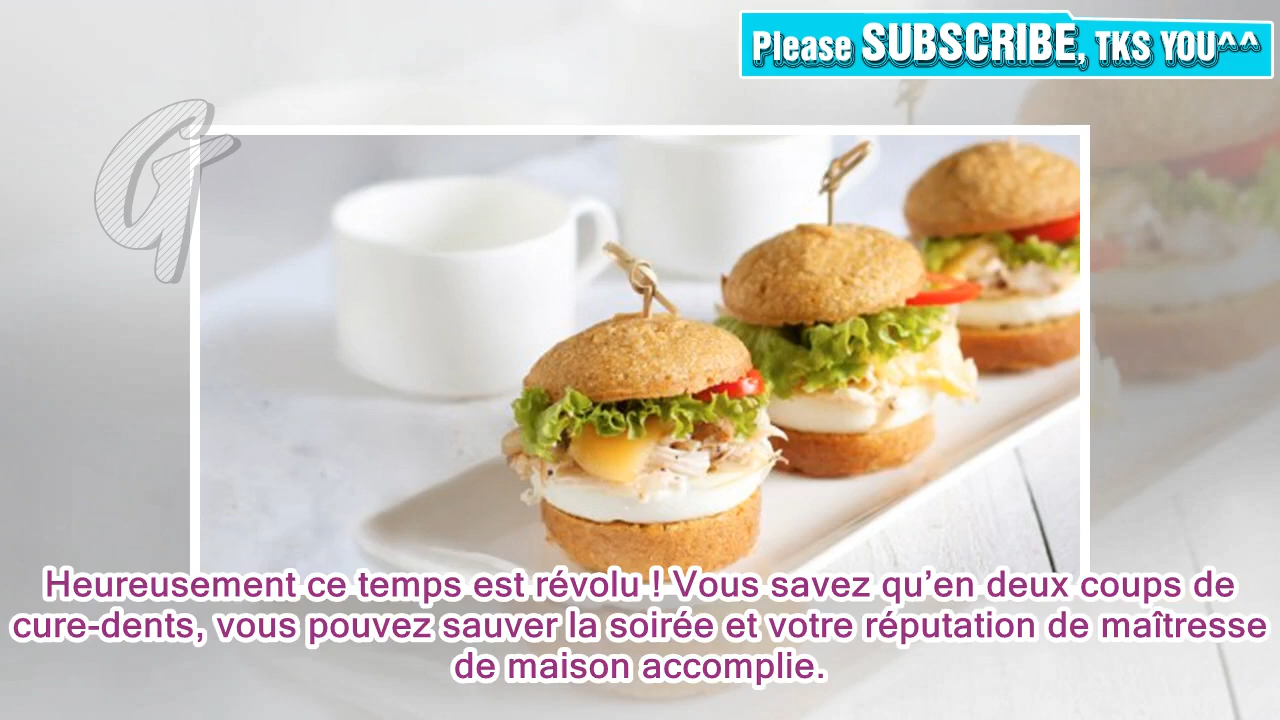 Please SUBSCRIBE, TKS YOU^^
G
Heureusement ce temps est révolu ! Vous savez qu’en deux coups de
cure-dents, vous pouvez sauver la soirée et votre réputation de maîtresse
de maison accomplie.